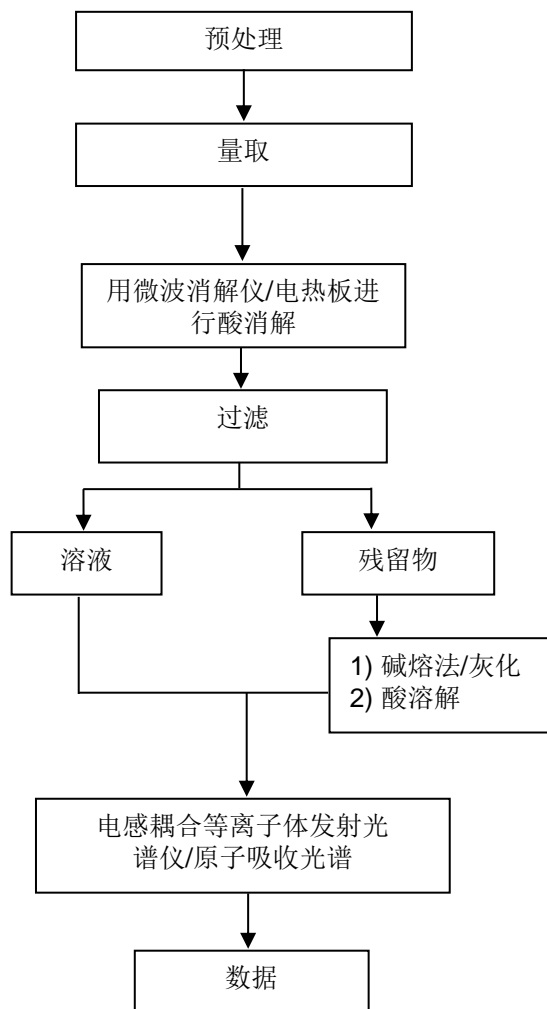 预处理
量取
用微波消解仪/电热板进
行酸消解
过滤
溶液
残留物
1) 碱熔法/灰化
2) 酸溶解
电感耦合等离子体发射光
谱仪/原子吸收光谱
数据